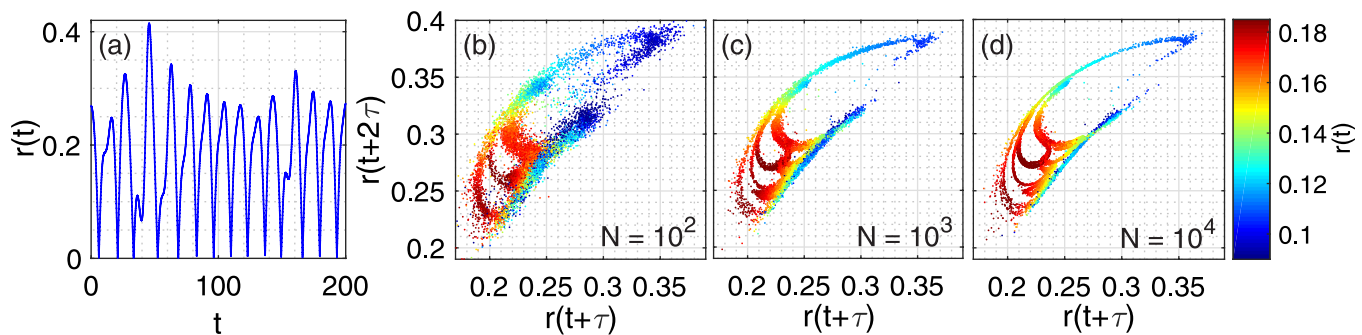 (a)
r(t)
0.4
0.2
0
0
100
200
t
(b)
r(t+2τ)
0.4
0.35
0.3
0.25
0.2
N = 10²
0.2 0.25 0.3 0.35
r(t+τ)
(c)
N = 10³
0.2 0.25 0.3 0.35
r(t+τ)
(d)
N = 10⁴
0.2 0.25 0.3 0.35
r(t+τ)
0.18
0.16
0.14
0.12
0.1
r(t)